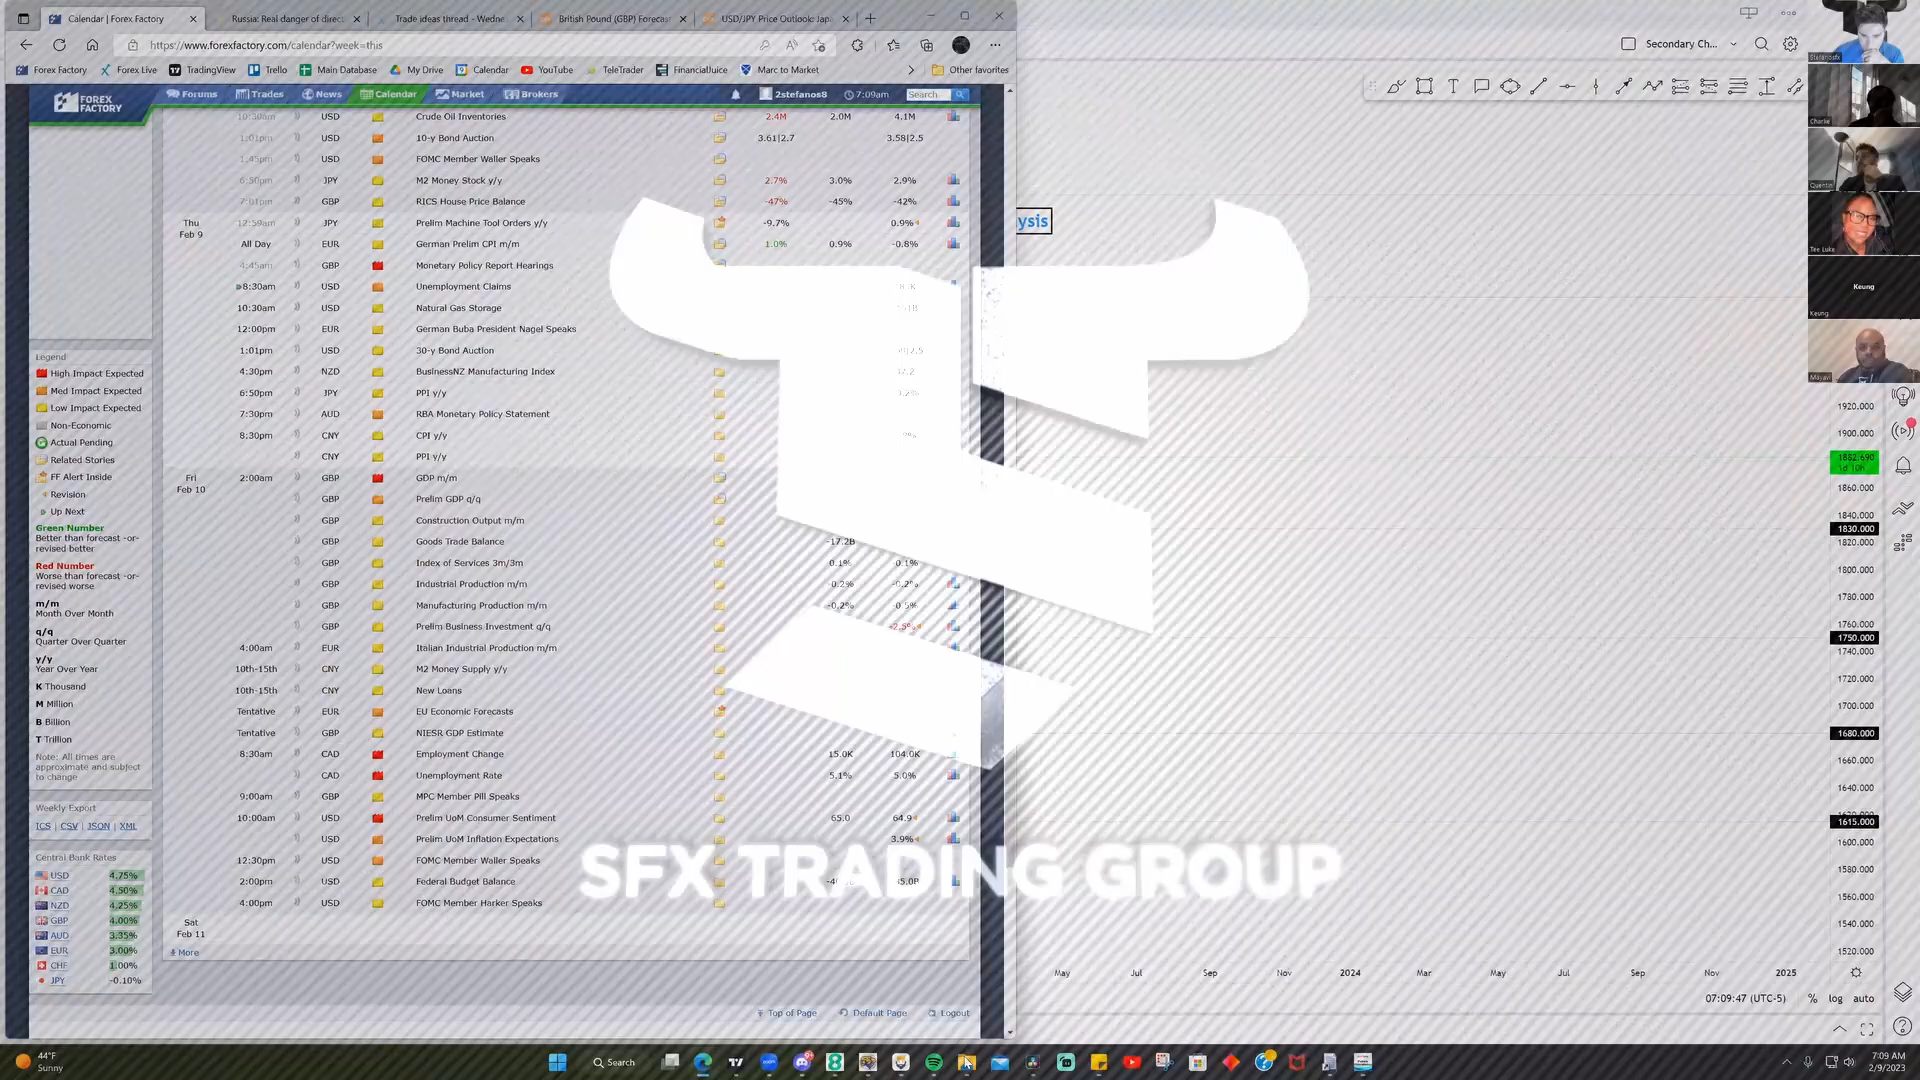 Calendar | Forex Factory
Russia: Real danger of direct
Trade ideas thread - Wedne
British Pound (GBP) Forecas
USD/JPY Price Outlook: Japa
https://www.forexfactory.com/calendar?week=this
Secondary Ch...
Stefanosfx
Forex Factory Forex Live TradingView Trello Main Database My Drive Calendar YouTube TeleTrader FinancialJuice Marc to Market Other favorites
FOREX FACTORY
Forums Trades News Calendar Market Brokers
2stefanos8 7:09am Search
10:30am USD Crude Oil Inventories 2.4M 2.0M 4.1M
1:01pm USD 10-y Bond Auction 3.61|2.7 3.58|2.5
1:45pm USD FOMC Member Waller Speaks
6:50pm JPY M2 Money Stock y/y 2.7% 3.0% 2.9%
7:01pm GBP RICS House Price Balance -47% -45% -42%
Thu Feb 9 12:59am JPY Prelim Machine Tool Orders y/y -9.7% 0.9%
All Day EUR German Prelim CPI m/m 1.0% 0.9% -0.8%
4:45am GBP Monetary Policy Report Hearings
8:30am USD Unemployment Claims
10:30am USD Natural Gas Storage
12:00pm EUR German Buba President Nagel Speaks
1:01pm USD 30-y Bond Auction
4:30pm NZD BusinessNZ Manufacturing Index
6:50pm JPY PPI y/y
7:30pm AUD RBA Monetary Policy Statement
8:30pm CNY CPI y/y
CNY PPI y/y
Fri Feb 10 2:00am GBP GDP m/m
GBP Prelim GDP q/q
GBP Construction Output m/m
GBP Goods Trade Balance -17.2B
GBP Index of Services 3m/3m 0.1% -0.1%
GBP Industrial Production m/m -0.2% -0.2%
GBP Manufacturing Production m/m -0.2% -0.5%
GBP Prelim Business Investment q/q -2.5%
4:00am EUR Italian Industrial Production m/m
10th-15th CNY M2 Money Supply y/y
10th-15th CNY New Loans
Tentative EUR EU Economic Forecasts
Tentative GBP NIESR GDP Estimate
8:30am CAD Employment Change 15.0K 104.0K
CAD Unemployment Rate 5.1% 5.0%
9:00am GBP MPC Member Pill Speaks
10:00am USD Prelim UoM Consumer Sentiment 65.0 64.9
USD Prelim UoM Inflation Expectations 3.9%
12:30pm USD FOMC Member Waller Speaks
2:00pm USD Federal Budget Balance
4:00pm USD FOMC Member Harker Speaks
Sat Feb 11
More
Legend
High Impact Expected
Med Impact Expected
Low Impact Expected
Non-Economic
Actual Pending
Related Stories
FF Alert Inside
Revision
Up Next
Green Number
Better than forecast -or-
revised better
Red Number
Worse than forecast -or-
revised worse
m/m
Month Over Month
q/q
Quarter Over Quarter
y/y
Year Over Year
K Thousand
M Million
B Billion
T Trillion
Note: All times are
approximate and subject
to change
Weekly Export
ICS | CSV | JSON | XML
Central Bank Rates
USD 4.75%
CAD 4.50%
NZD 4.25%
GBP 4.00%
AUD 3.35%
EUR 3.00%
CHF 1.00%
JPY -0.10%
Top of Page Default Page Logout
SFX TRADING GROUP
ysis
Charlie
Quentin
Tee Luke
Keung
Keung
1920.000
1900.000
1882.690
1d 10h
1860.000
1840.000
1830.000
1820.000
1800.000
1780.000
1760.000
1750.000
1740.000
1720.000
1700.000
1680.000
1660.000
1640.000
1615.000
1600.000
1580.000
1560.000
1540.000
1520.000
May Jul Sep Nov 2024 Mar May Jul Sep Nov 2025
07:09:47 (UTC-5) % log auto
44°F
Sunny
Search
7:09 AM
2/9/2023